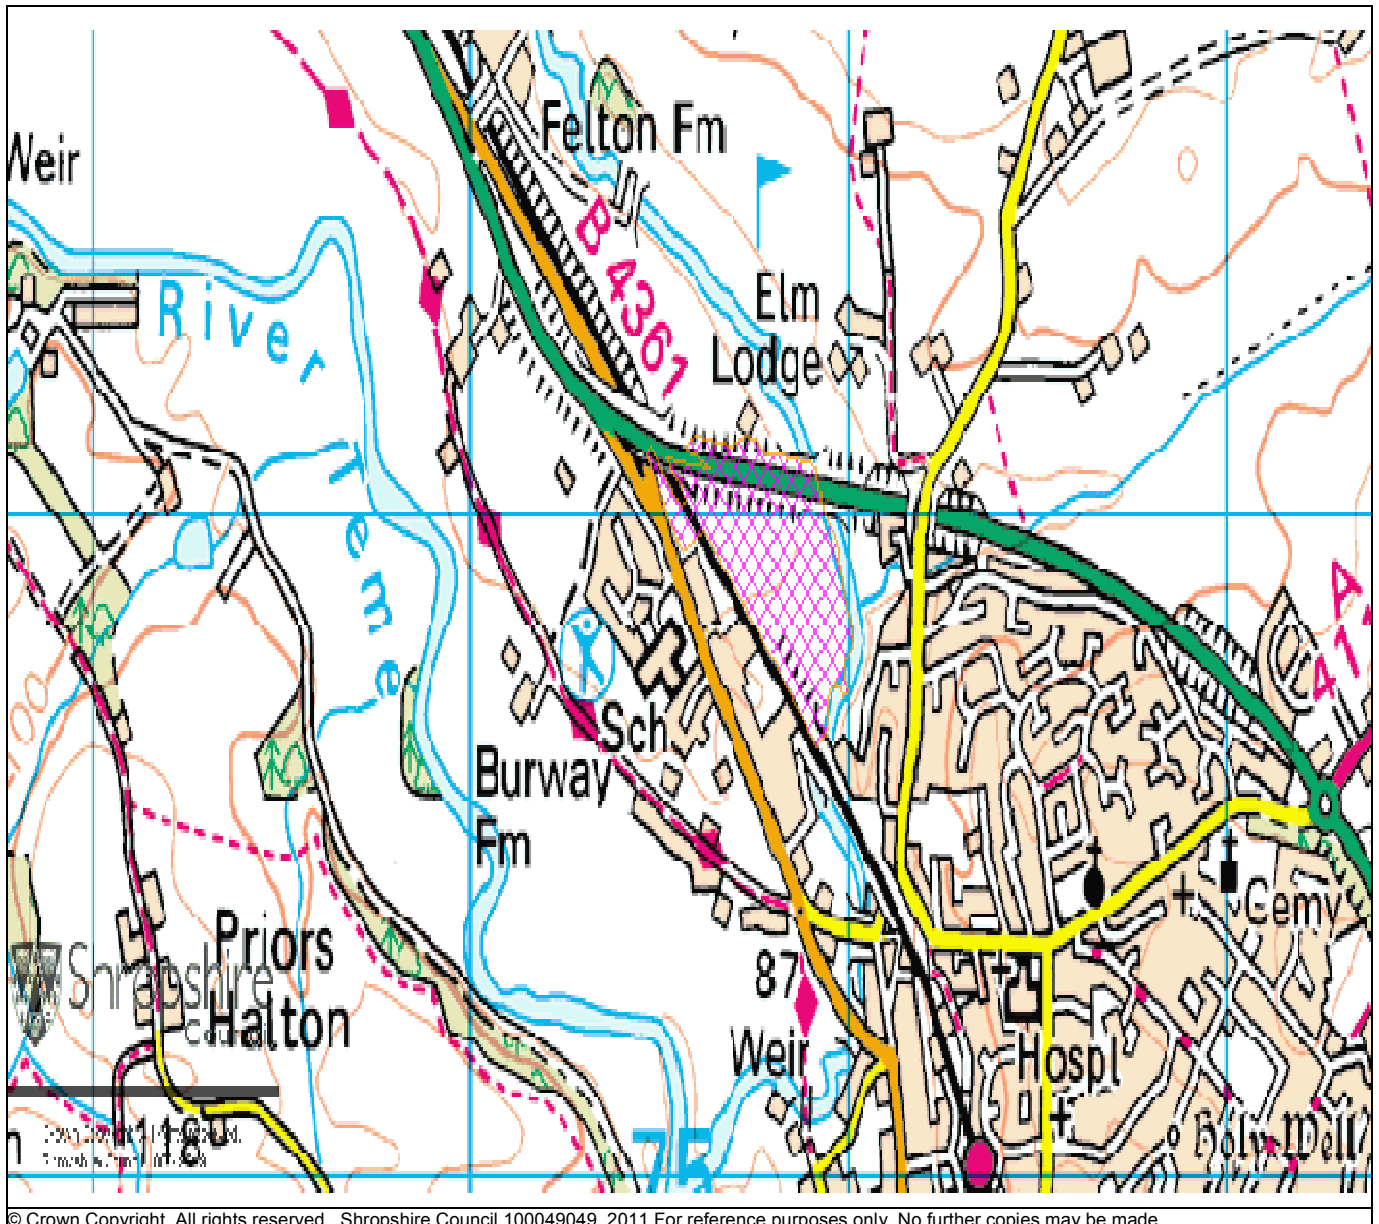 Felton Fm
Weir
B 4361
Elm
Lodge
River
Teme
A
Sch
Burway
Fm
Cemy
Priors
Halton
Shropshire
87
Weir
Hospl
118
Holy Well
75
© Crown Copyright. All rights reserved. Shropshire Council 100049049. 2011 For reference purposes only. No further copies may be made.